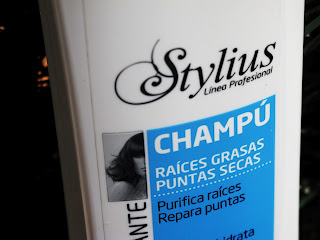 Stylius
Línea Profesional
CHAMPÚ
RAÍCES GRASAS
PUNTAS SECAS
Purifica raíces
Repara puntas